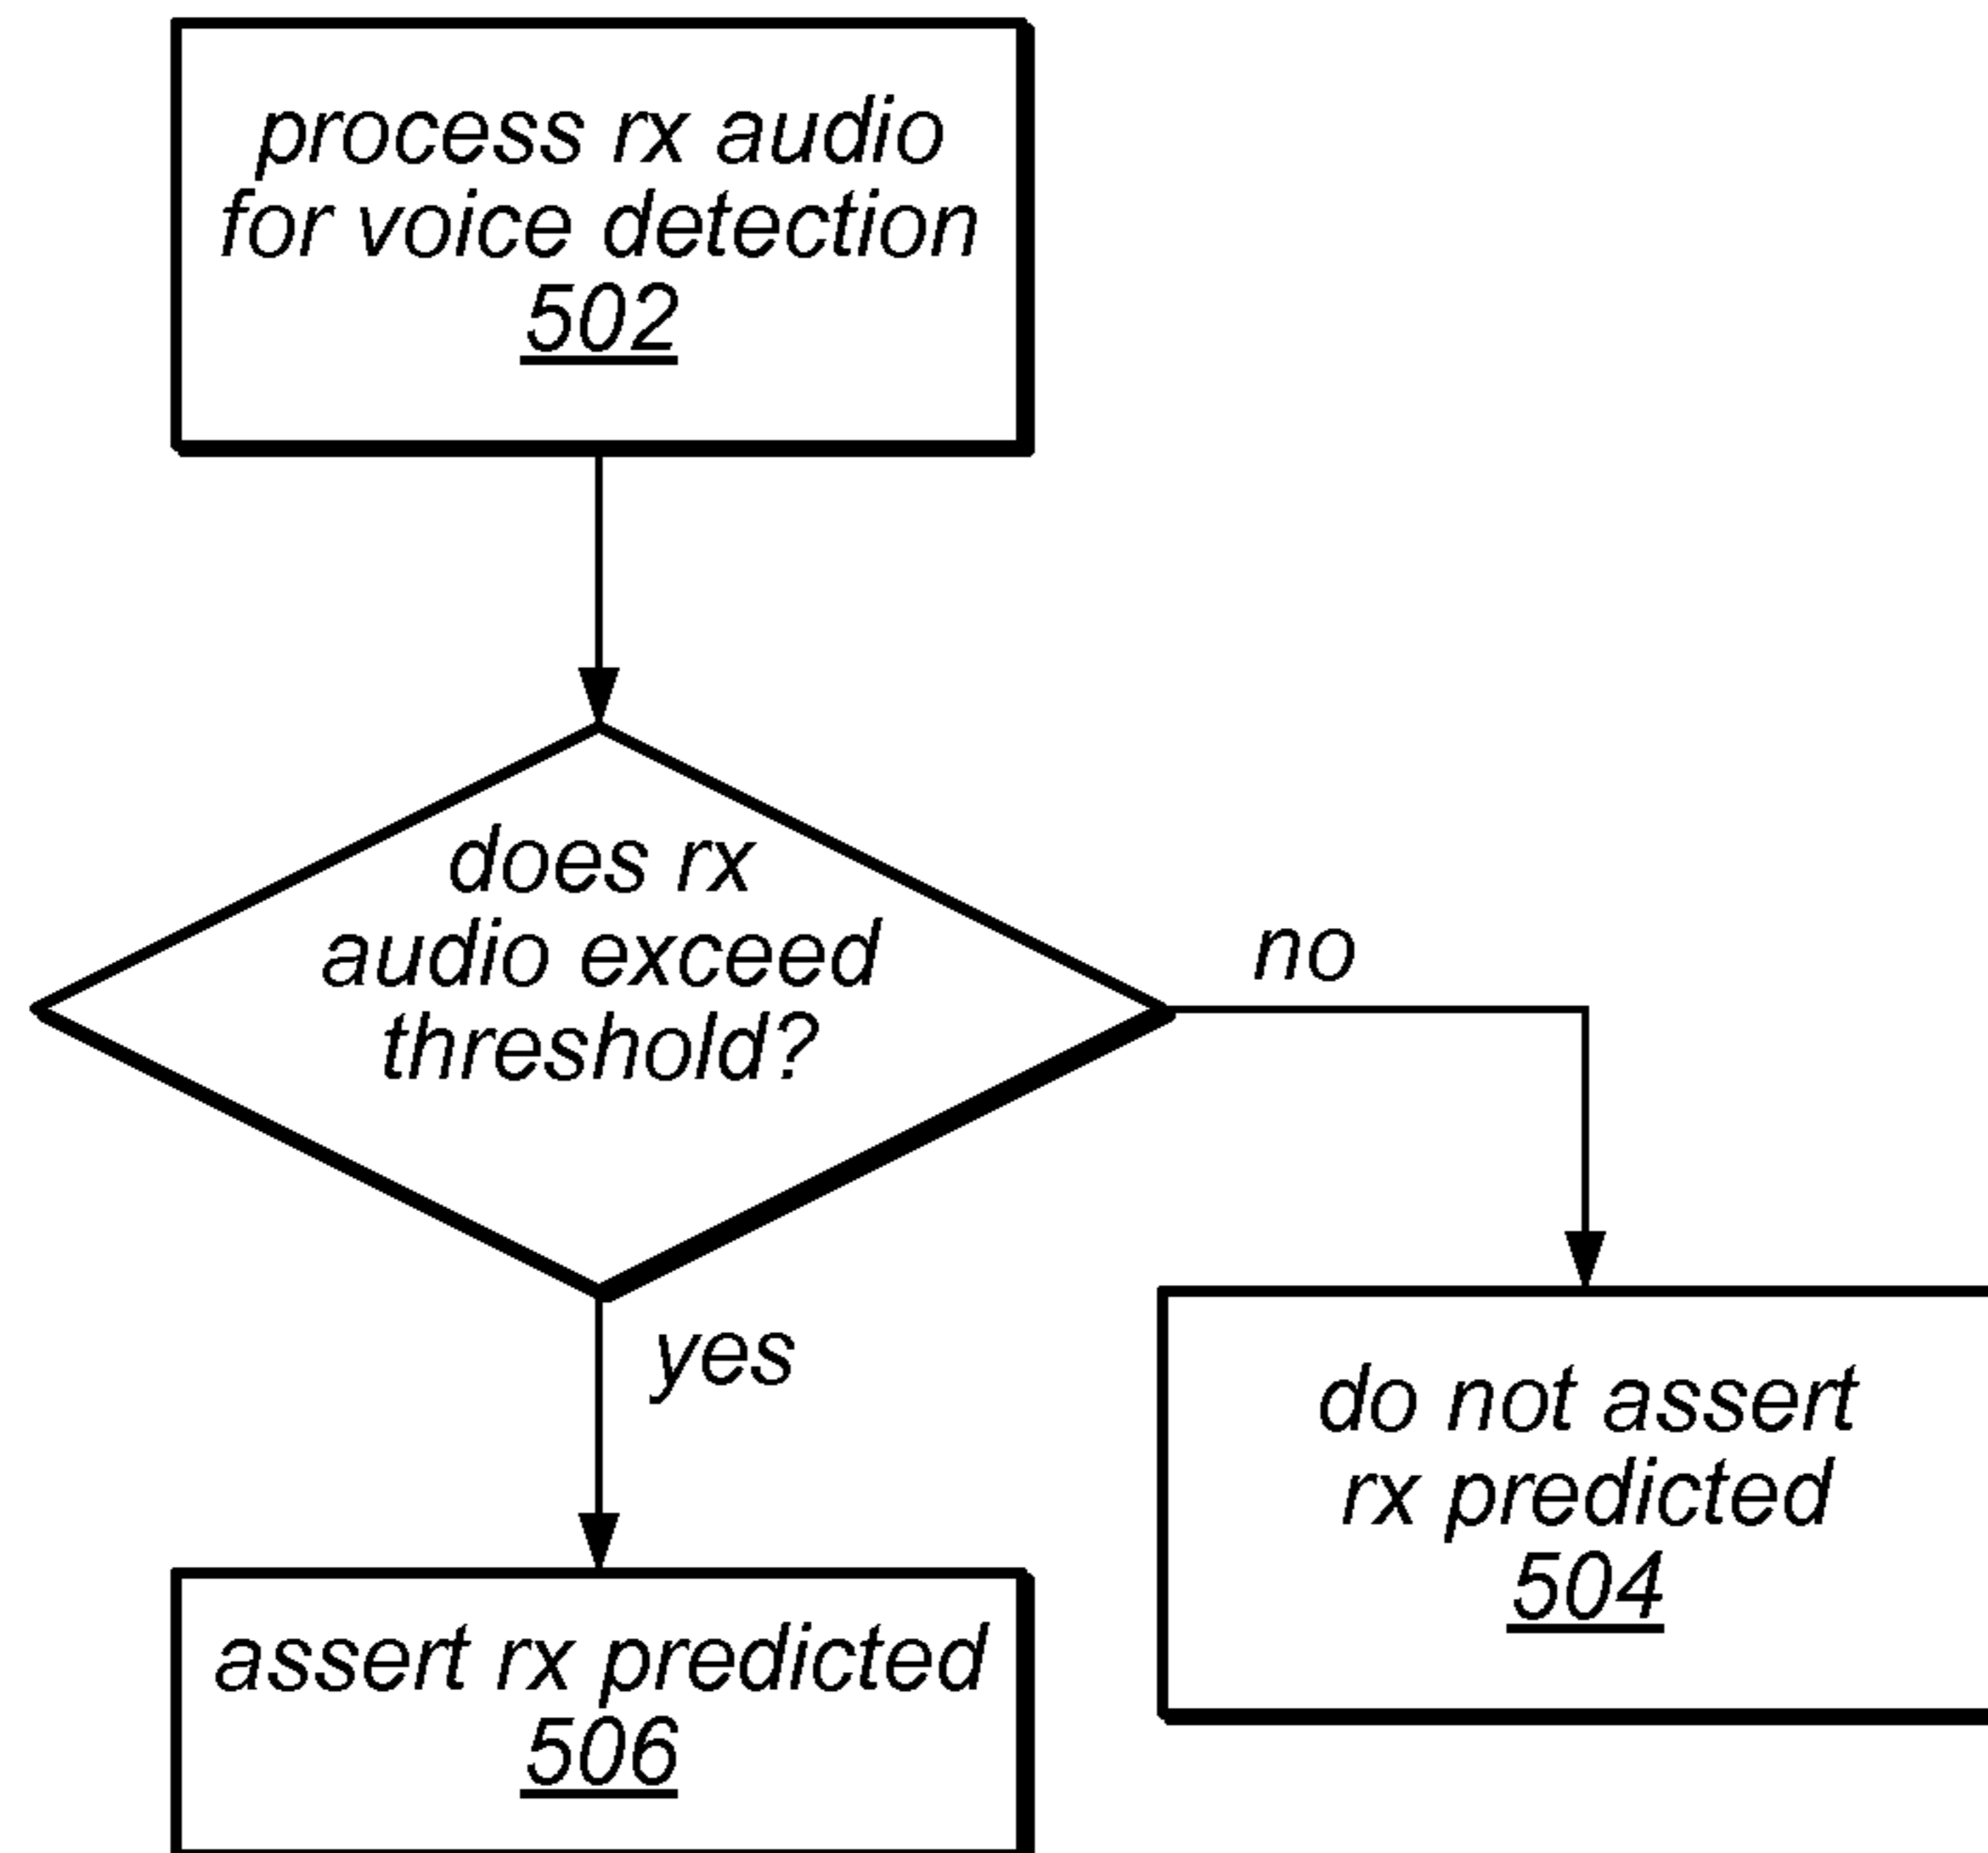 process rx audio
for voice detection
502
does rx
audio exceed
threshold?
no
yes
do not assert
rx predicted
504
assert rx predicted
506